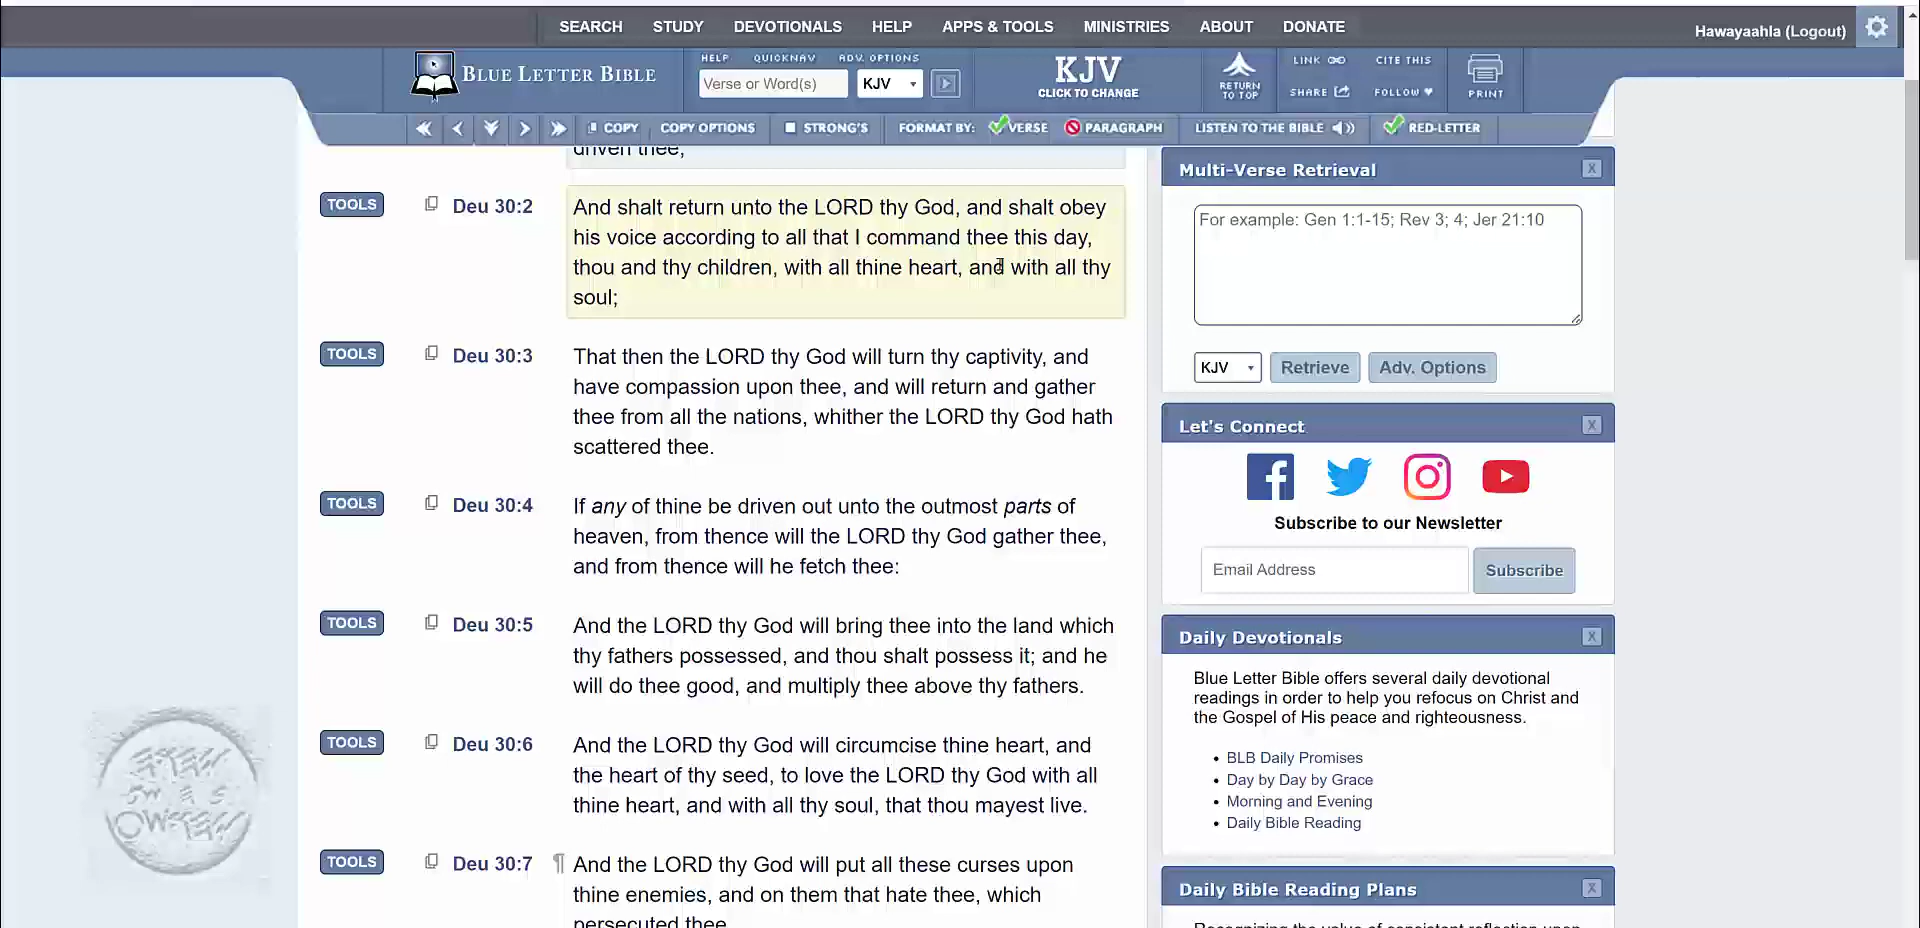 SEARCH STUDY DEVOTIONALS HELP APPS & TOOLS MINISTRIES ABOUT DONATE
Hawayaahla (Logout)
BLUE LETTER BIBLE
HELP QUICKNAV ADV. OPTIONS
Verse or Word(s) KJV
KJV
CLICK TO CHANGE
RETURN
TO TOP
LINK CITE THIS
SHARE FOLLOW
PRINT
COPY COPY OPTIONS STRONG'S FORMAT BY: VERSE PARAGRAPH LISTEN TO THE BIBLE RED-LETTER
driven thee,
TOOLS Deu 30:2
And shalt return unto the LORD thy God, and shalt obey
his voice according to all that I command thee this day,
thou and thy children, with all thine heart, and with all thy
soul;
TOOLS Deu 30:3
That then the LORD thy God will turn thy captivity, and
have compassion upon thee, and will return and gather
thee from all the nations, whither the LORD thy God hath
scattered thee.
TOOLS Deu 30:4
If any of thine be driven out unto the outmost parts of
heaven, from thence will the LORD thy God gather thee,
and from thence will he fetch thee:
TOOLS Deu 30:5
And the LORD thy God will bring thee into the land which
thy fathers possessed, and thou shalt possess it; and he
will do thee good, and multiply thee above thy fathers.
TOOLS Deu 30:6
And the LORD thy God will circumcise thine heart, and
the heart of thy seed, to love the LORD thy God with all
thine heart, and with all thy soul, that thou mayest live.
TOOLS Deu 30:7
¶ And the LORD thy God will put all these curses upon
thine enemies, and on them that hate thee, which
persecuted thee.
Multi-Verse Retrieval X
For example: Gen 1:1-15; Rev 3; 4; Jer 21:10
KJV Retrieve Adv. Options
Let's Connect X
Subscribe to our Newsletter
Email Address Subscribe
Daily Devotionals X
Blue Letter Bible offers several daily devotional
readings in order to help you refocus on Christ and
the Gospel of His peace and righteousness.
• BLB Daily Promises
• Day by Day by Grace
• Morning and Evening
• Daily Bible Reading
Daily Bible Reading Plans X
Recognizing the value of consistent reflection upon